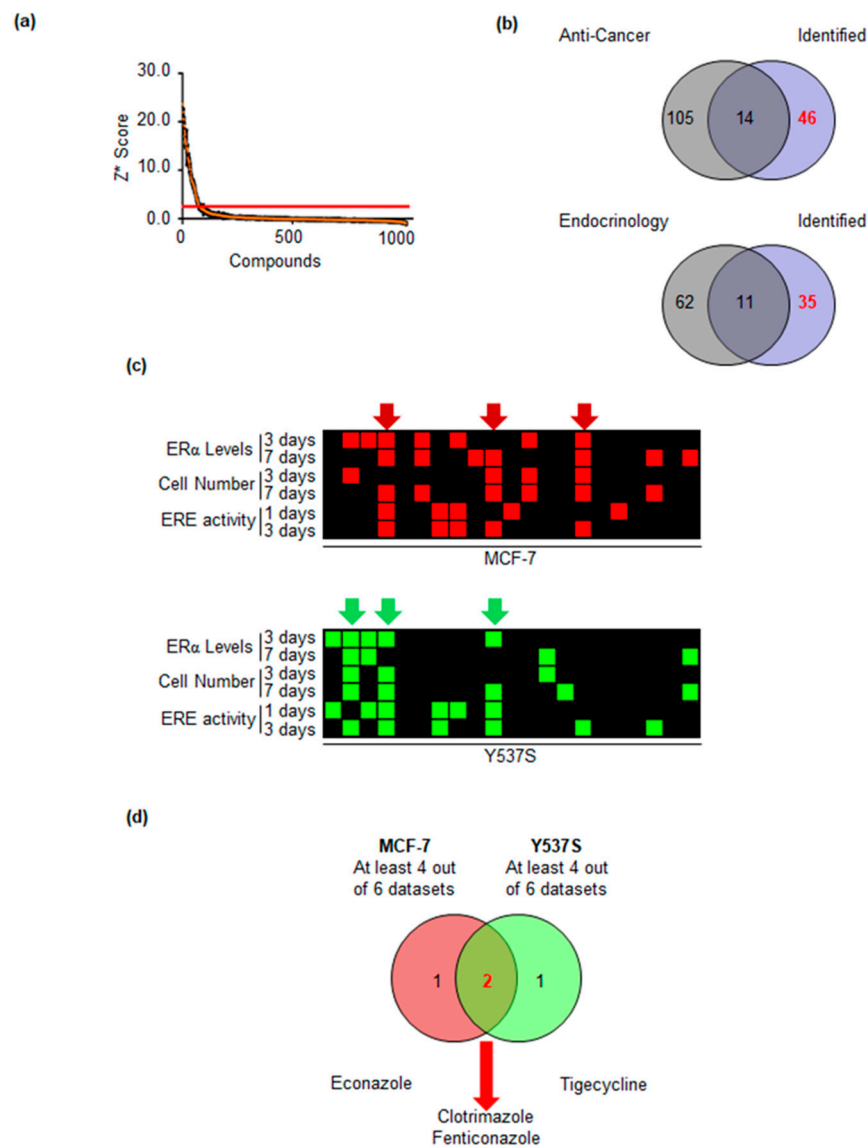 (a)
30.0
20.0
10.0
0.0
Z* Score
0
500
1000
Compounds
(b)
Anti-Cancer
Identified
105
14
46
Endocrinology
Identified
62
11
35
(c)
ERα Levels
3 days
7 days
Cell Number
3 days
7 days
ERE activity
1 days
3 days
MCF-7
ERα Levels
3 days
7 days
Cell Number
3 days
7 days
ERE activity
1 days
3 days
Y537S
(d)
MCF-7
At least 4 out
of 6 datasets
Y537S
At least 4 out
of 6 datasets
1
2
1
Econazole
Tigecycline
Clotrimazole
Fenticonazole